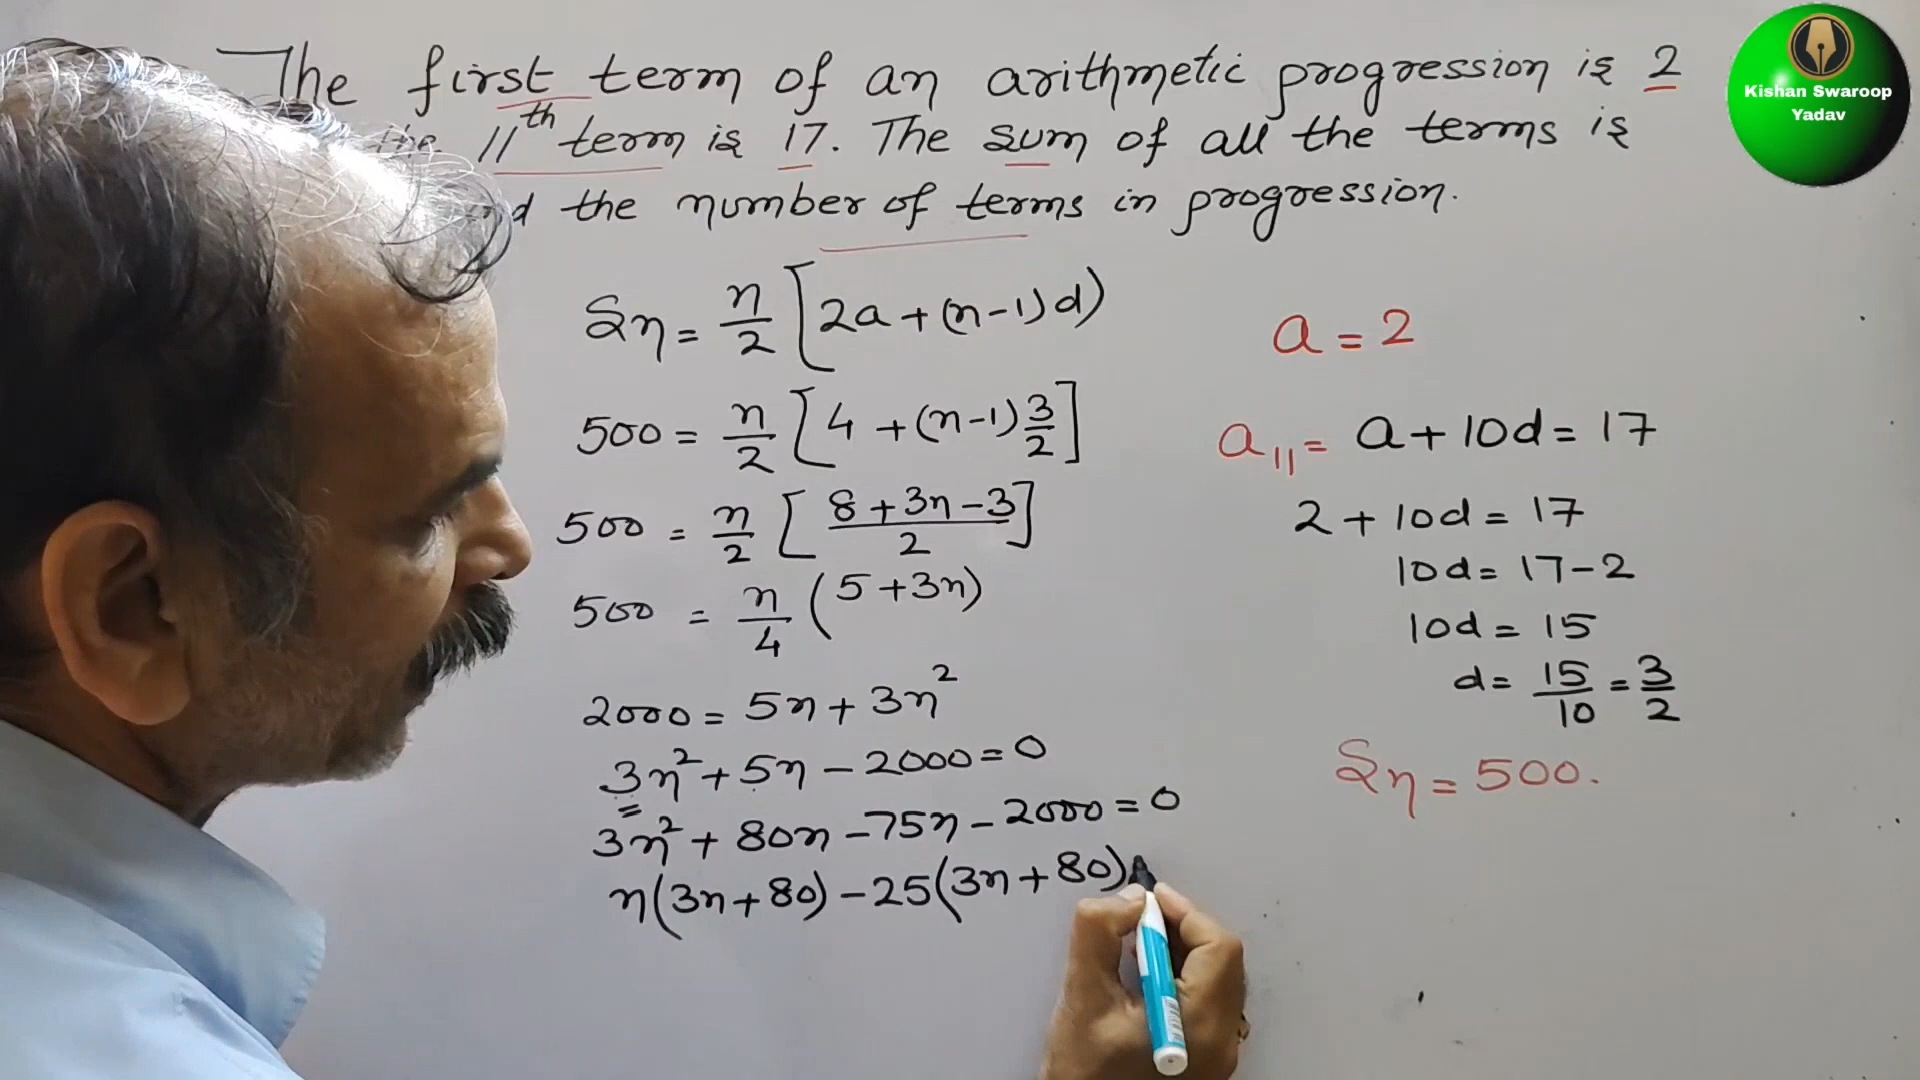 The first term of an arithmetic progression is 2
the 11th term is 17. The sum of all the terms is
the number of terms in progression.
Sn = n/2 [2a + (n-1)d)
500 = n/2 [4 + (n-1) 3/2]
500 = n/2 [(8 + 3n - 3)/2]
500 = n/4 (5 + 3n)
2000 = 5n + 3n²
3n² + 5n - 2000 = 0
3n² + 80n - 75n - 2000 = 0
n(3n + 80) - 25(3n + 80)
a = 2
a11 = a + 10d = 17
2 + 10d = 17
10d = 17 - 2
10d = 15
d = 15/10 = 3/2
Sn = 500.
Kishan Swaroop
Yadav